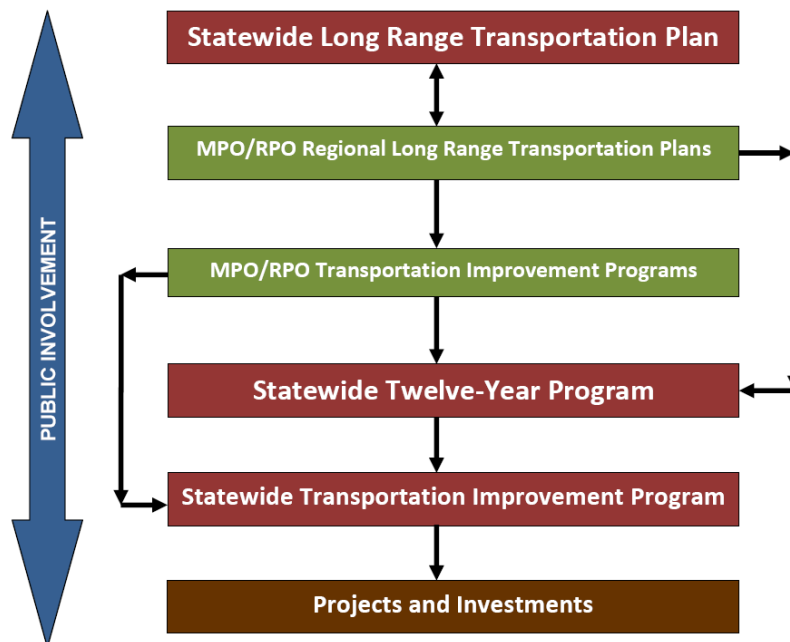 Statewide Long Range Transportation Plan
MPO/RPO Regional Long Range Transportation Plans
MPO/RPO Transportation Improvement Programs
Statewide Twelve-Year Program
Statewide Transportation Improvement Program
Projects and Investments
PUBLIC INVOLVEMENT